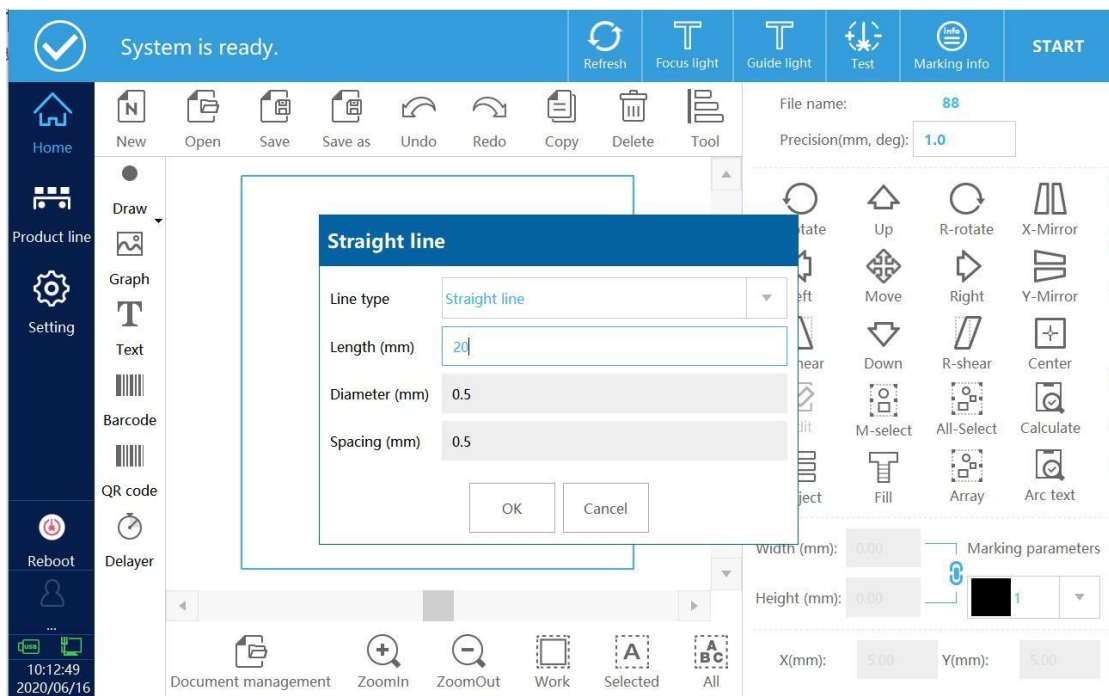 System is ready.
Refresh
Focus light
Guide light
Test
Info
Marking info
START
Home
Product line
Setting
Reboot
...
USB
10:12:49
2020/06/16
N
New
Open
Save
Save as
Undo
Redo
Copy
Delete
Tool
Draw
Graph
T
Text
Barcode
QR code
Delayer
Straight line
Line type
Straight line
Length (mm)
20
Diameter (mm)
0.5
Spacing (mm)
0.5
OK
Cancel
File name:
88
Precision(mm, deg):
1.0
tate
Up
R-rotate
X-Mirror
eft
Move
Right
Y-Mirror
hear
Down
R-shear
Center
dit
M-select
All-Select
Calculate
ject
Fill
Array
Arc text
Width (mm):
0.00
Marking parameters
Height (mm):
0.00
1
X(mm):
5.00
Y(mm):
5.00
Document management
ZoomIn
ZoomOut
Work
A
Selected
A
B C
All